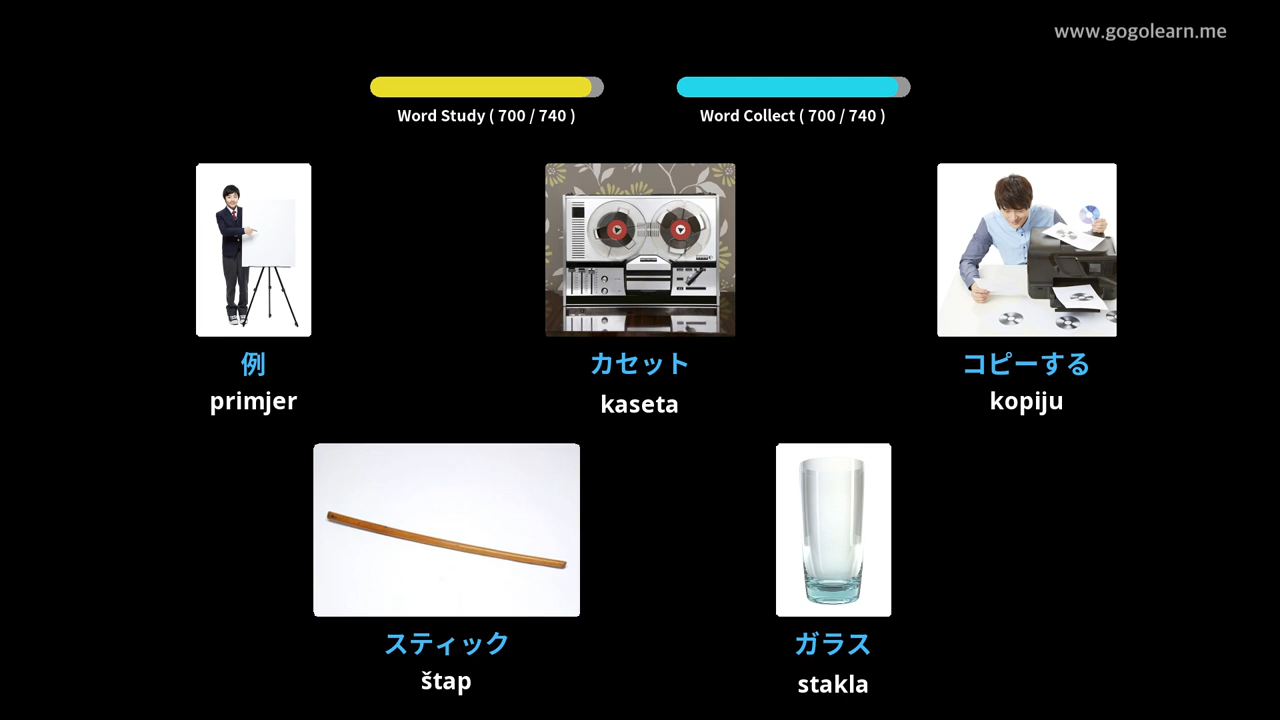 www.gogolearn.me
Word Study ( 700 / 740 )
Word Collect ( 700 / 740 )
例
primjer
カセット
kaseta
コピーする
kopiju
スティック
štap
ガラス
stakla